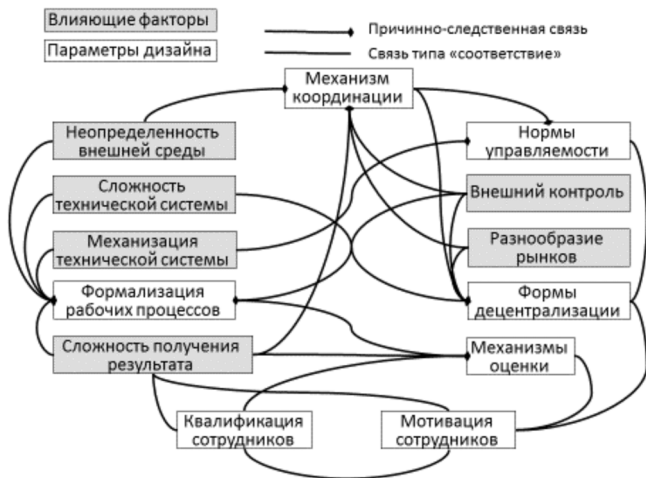 Влияющие факторы
Параметры дизайна
Причинно-следственная связь
Связь типа «соответствие»
Механизм
координации
Неопределенность
внешней среды
Нормы
управляемости
Сложность
технической системы
Внешний контроль
Механизация
технической системы
Разнообразие
рынков
Формализация
рабочих процессов
Формы
децентрализации
Сложность получения
результата
Механизмы
оценки
Квалификация
сотрудников
Мотивация
сотрудников